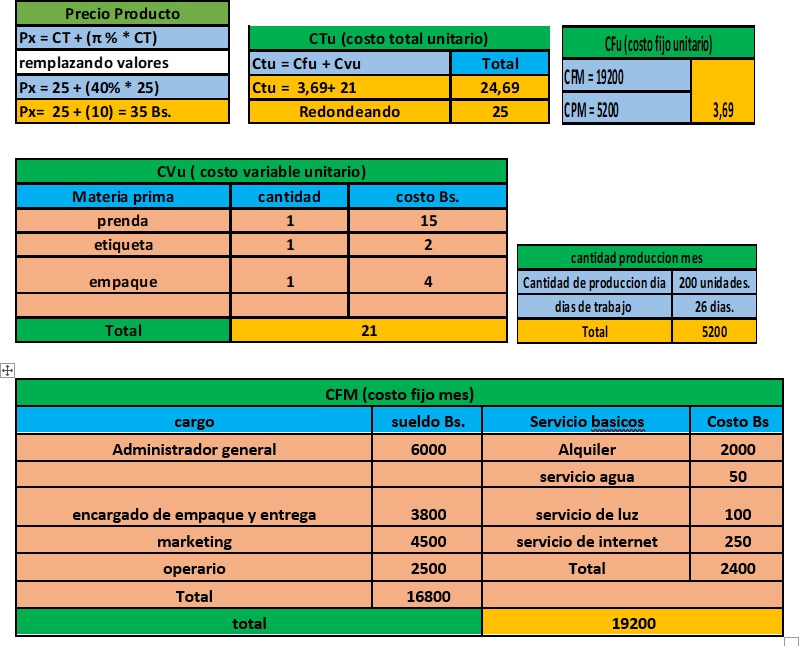 Precio Producto
Px = CT + (π % * CT)
remplazando valores
Px = 25 + (40% * 25)
Px= 25 + (10) = 35 Bs.
CTu (costo total unitario)
Ctu = Cfu + Cvu Total
Ctu = 3,69+ 21 24,69
Redondeando 25
CFu (costo fijo unitario)
CFM = 19200
CPM = 5200 3,69
CVu ( costo variable unitario)
Materia prima cantidad costo Bs.
prenda 1 15
etiqueta 1 2
empaque 1 4
Total 21
cantidad produccion mes
Cantidad de produccion dia 200 unidades.
dias de trabajo 26 dias.
Total 5200
CFM (costo fijo mes)
cargo sueldo Bs. Servicio basicos Costo Bs
Administrador general 6000 Alquiler 2000
servicio agua 50
encargado de empaque y entrega 3800 servicio de luz 100
marketing 4500 servicio de internet 250
operario 2500 Total 2400
Total 16800
total 19200